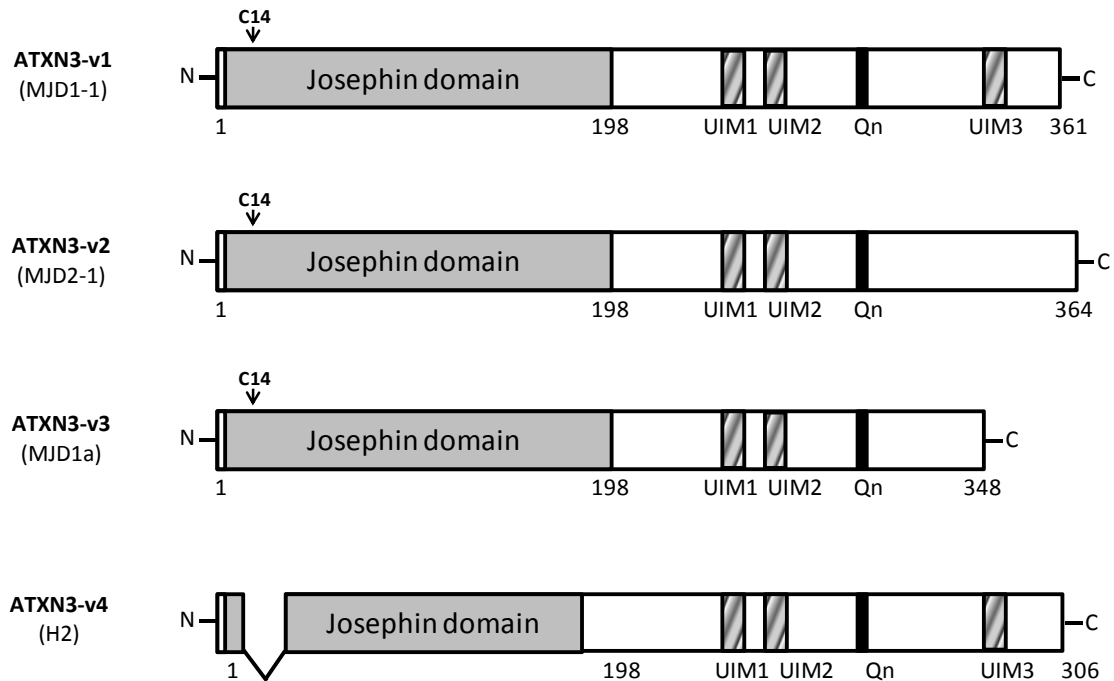 C14
ATXN3-v1
(MJD1-1)
N
Josephin domain
C
1 198 UIM1 UIM2 Qn UIM3 361
C14
ATXN3-v2
(MJD2-1)
N
Josephin domain
C
1 198 UIM1 UIM2 Qn 364
C14
ATXN3-v3
(MJD1a)
N
Josephin domain
C
1 198 UIM1 UIM2 Qn 348
ATXN3-v4
(H2)
N
Josephin domain
C
1 198 UIM1 UIM2 Qn UIM3 306